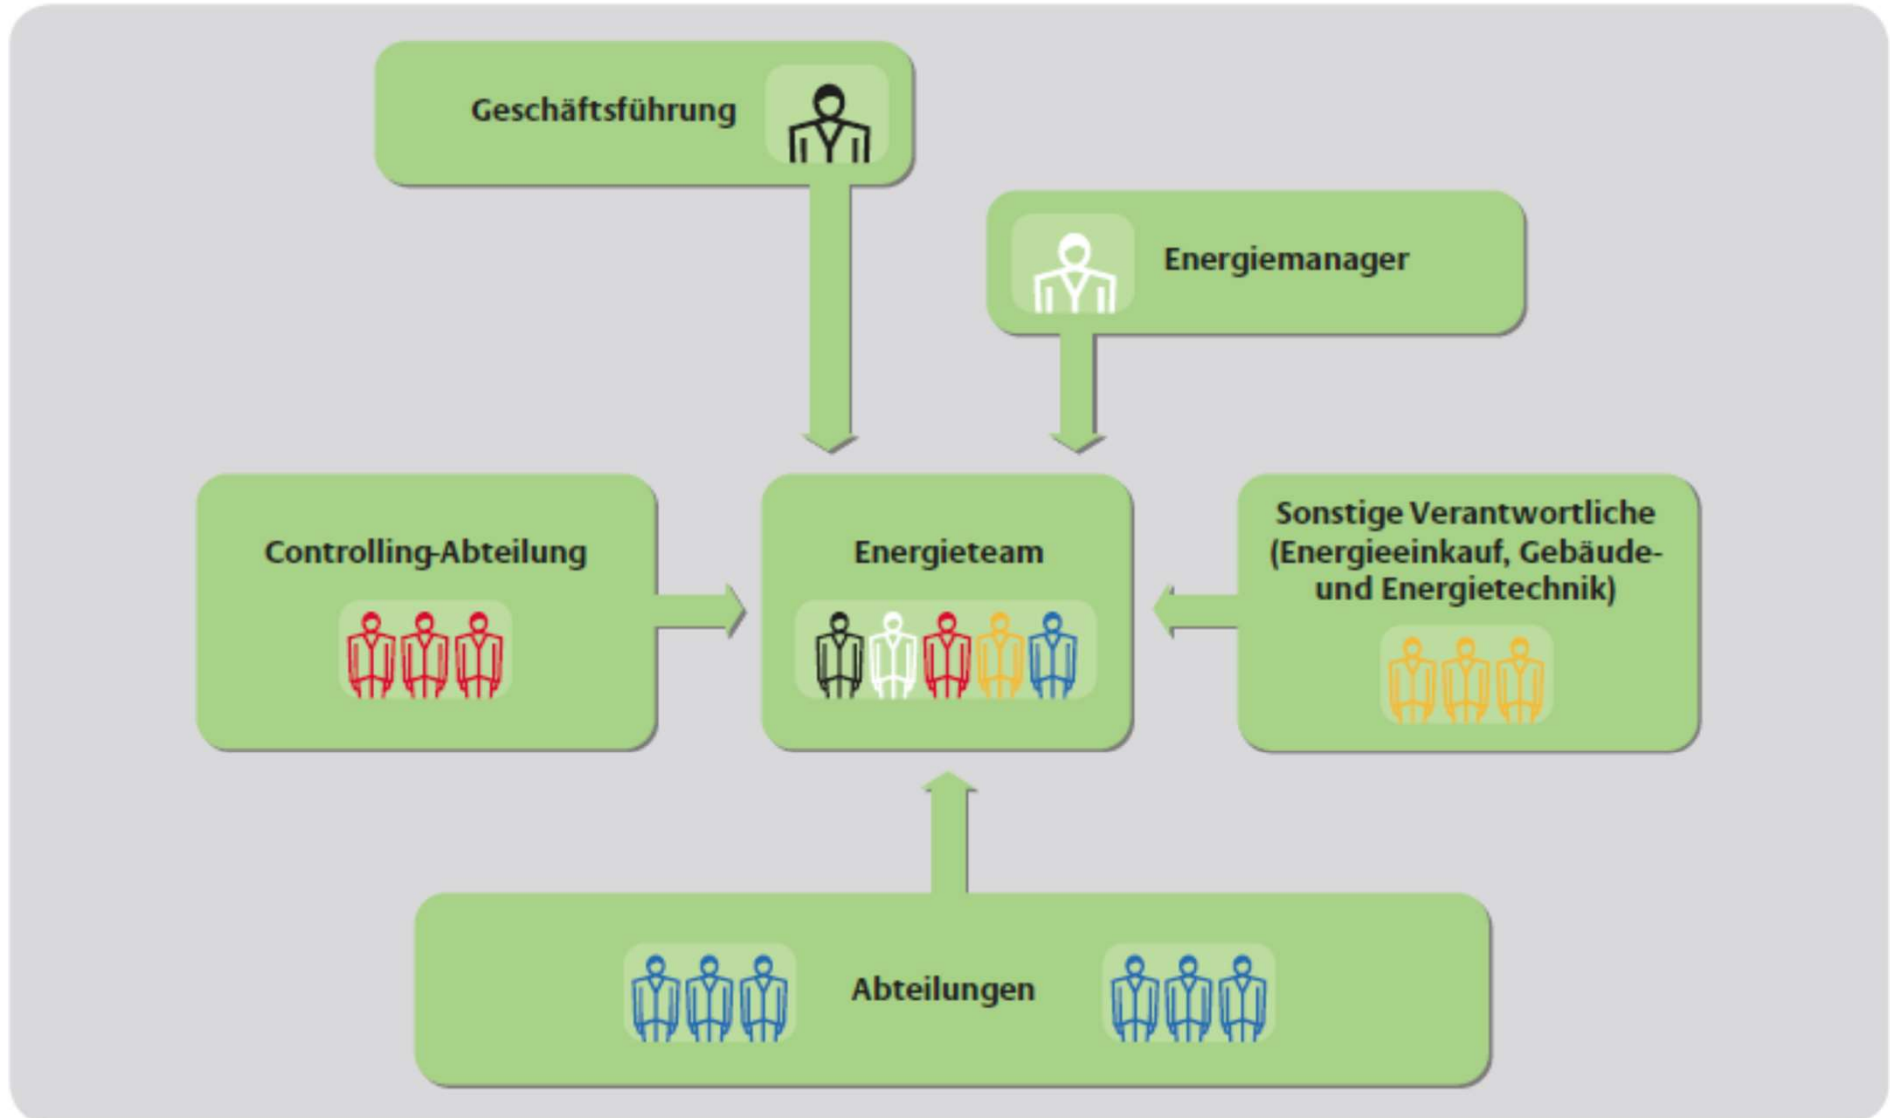 Geschäftsführung
Energiemanager
Controlling-Abteilung
Energieteam
Sonstige Verantwortliche
(Energieeinkauf, Gebäude-
und Energietechnik)
Abteilungen